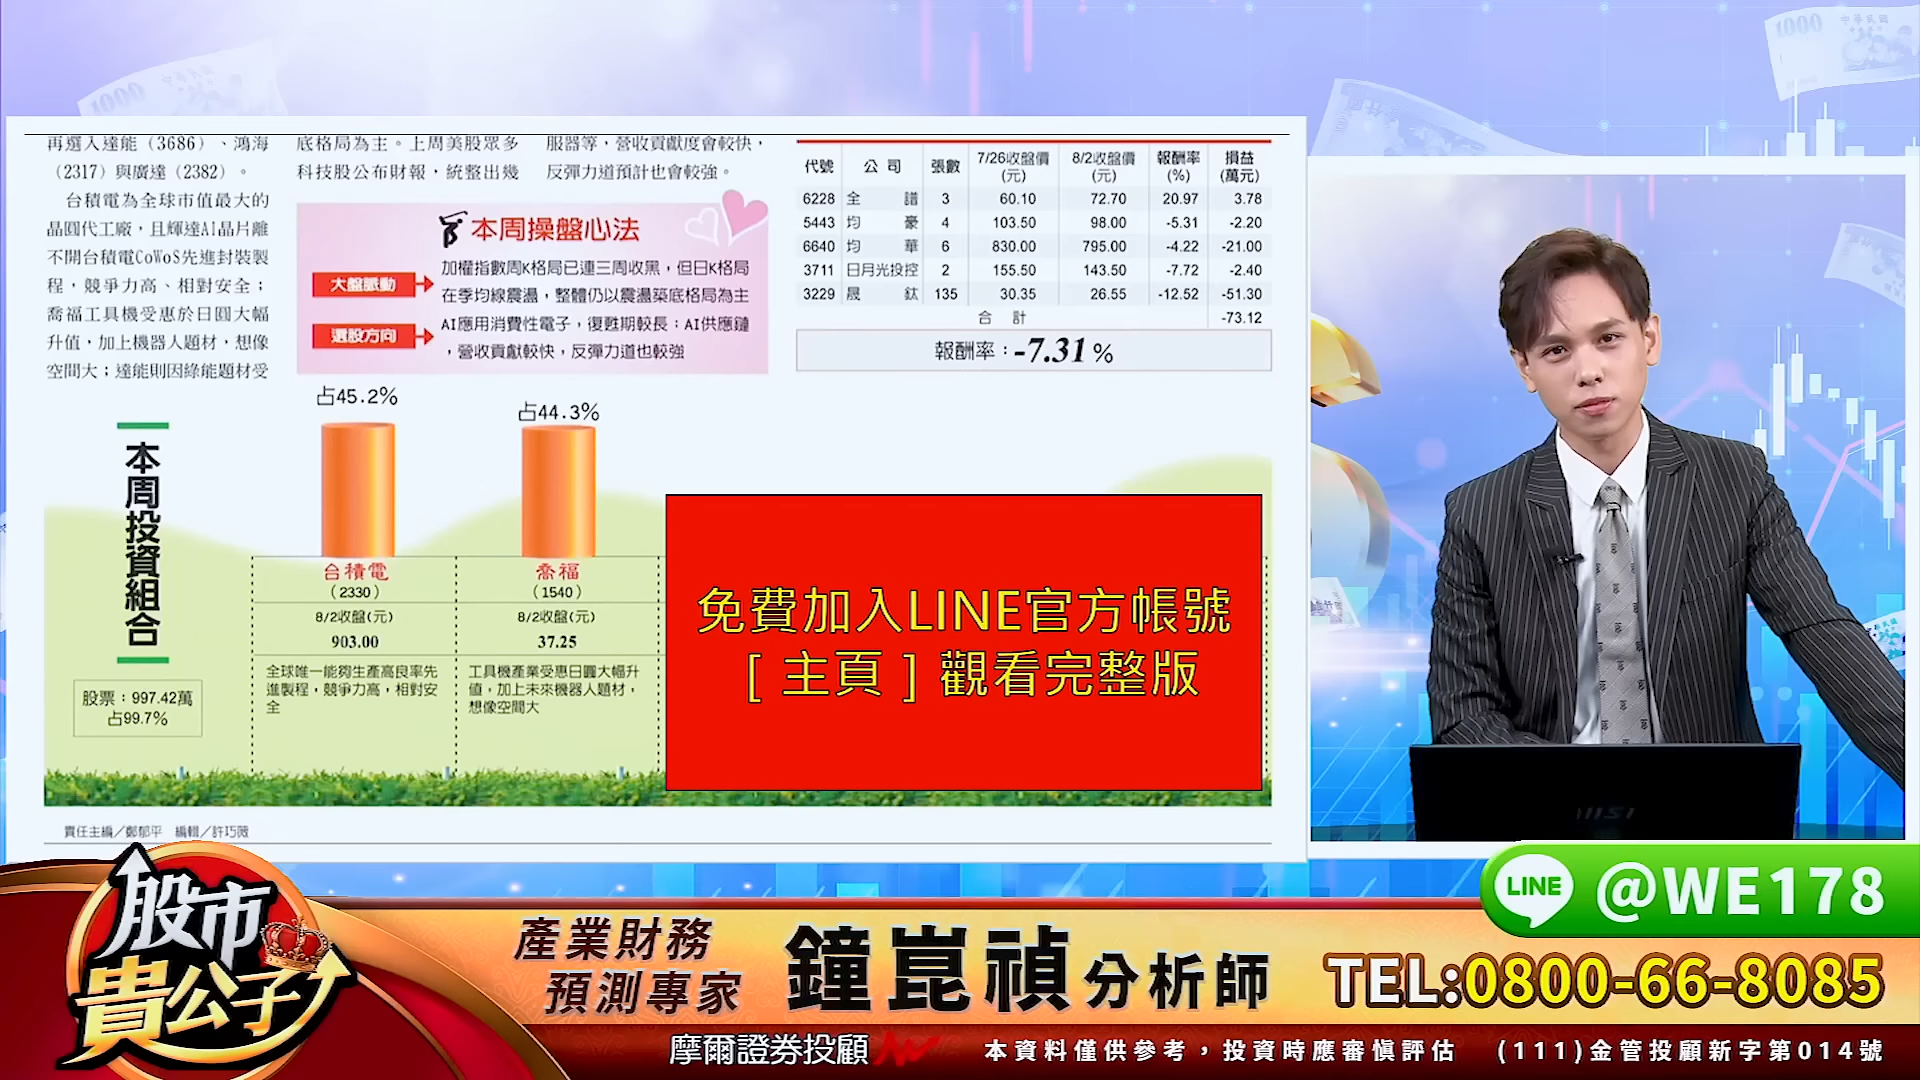 再選入達能（3686）、鴻海
（2317）與廣達（2382）。
台積電為全球市值最大的
晶圓代工廠，且輝達AI晶片離
不開台積電CoWoS先進封裝製
程，競爭力高、相對安全；
喬福工具機受惠於日圓大幅
升值，加上機器人題材，想像
空間大；達能則因綠能題材受
底格局為主。上周美股眾多
科技股公布財報，統整出幾
服器等，營收貢獻度會較快，
反彈力道預計也會較強。
本周操盤心法
大盤脈動
加權指數周K格局已連三周收黑，但日K格局
在季均線震盪，整體仍以震盪築底格局為主
選股方向
AI應用消費性電子，復甦期較長；AI供應鏈
，營收貢獻較快，反彈力道也較強
代號 公司 張數 7/26收盤價(元) 8/2收盤價(元) 報酬率(%) 損益(萬元)
6228 全譜 3 60.10 72.70 20.97 3.78
5443 均豪 4 103.50 98.00 -5.31 -2.20
6640 均華 6 830.00 795.00 -4.22 -21.00
3711 日月光投控 2 155.50 143.50 -7.72 -2.40
3229 晟鈦 135 30.35 26.55 -12.52 -51.30
合計 -73.12
報酬率：-7.31%
本周投資組合
股票：997.42萬
占99.7%
占45.2%
台積電
（2330）
8/2收盤(元)
903.00
全球唯一能夠生產高良率先
進製程，競爭力高，相對安
全
占44.3%
喬福
（1540）
8/2收盤(元)
37.25
工具機產業受惠日圓大幅升
值，加上未來機器人題材，
想像空間大
免費加入LINE官方帳號
[ 主頁 ] 觀看完整版
責任主編／鄭郁平 編輯／許巧薇
msi
股市
貴公子
產業財務
預測專家
鐘崑禎分析師
LINE @WE178
TEL:0800-66-8085
摩爾證券投顧
本資料僅供參考，投資時應審慎評估 (111)金管投顧新字第014號